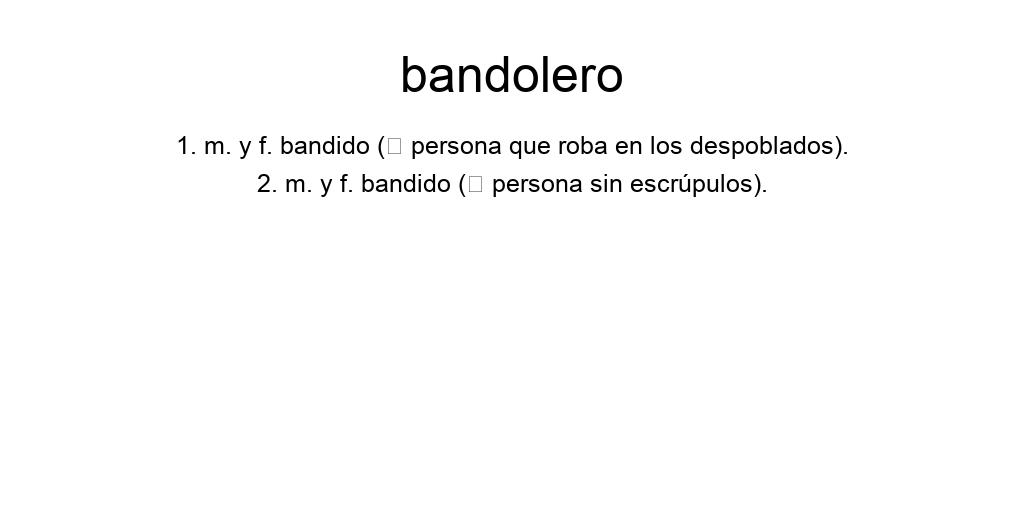 bandolero
1. m. y f. bandido (□ persona que roba en los despoblados).
2. m. y f. bandido (□ persona sin escrúpulos).